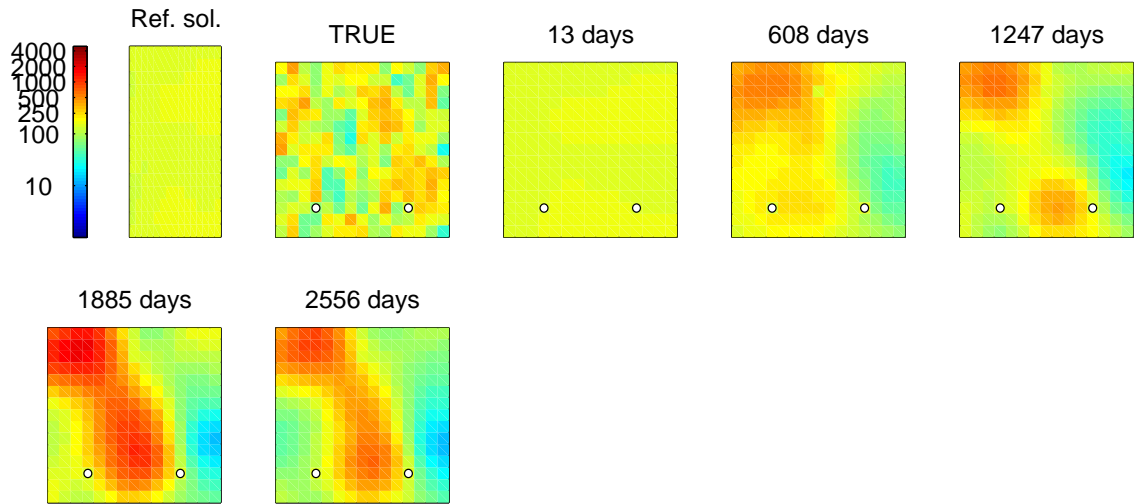 Ref. sol.
TRUE
13 days
608 days
1247 days
4000
2000
1000
500
250
100
10
1885 days
2556 days